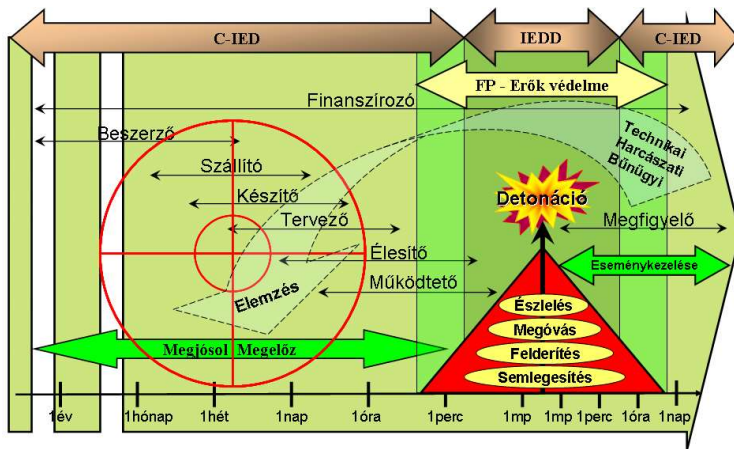 C-IED
IEDD
C-IED
FP - Erők védelme
Finanszírozó
Beszerző
Szállító
Készítő
Tervező
Élesítő
Működtető
Elemzés
Technikai
Harcászati
Bűnügyi
Detonáció
Megfigyelő
Eseménykezelése
Észlelés
Megóvás
Felderítés
Semlegesítés
Megjósol Megelőz
1év 1hónap 1hét 1nap 1óra 1perc 1mp 1mp 1perc 1óra 1nap